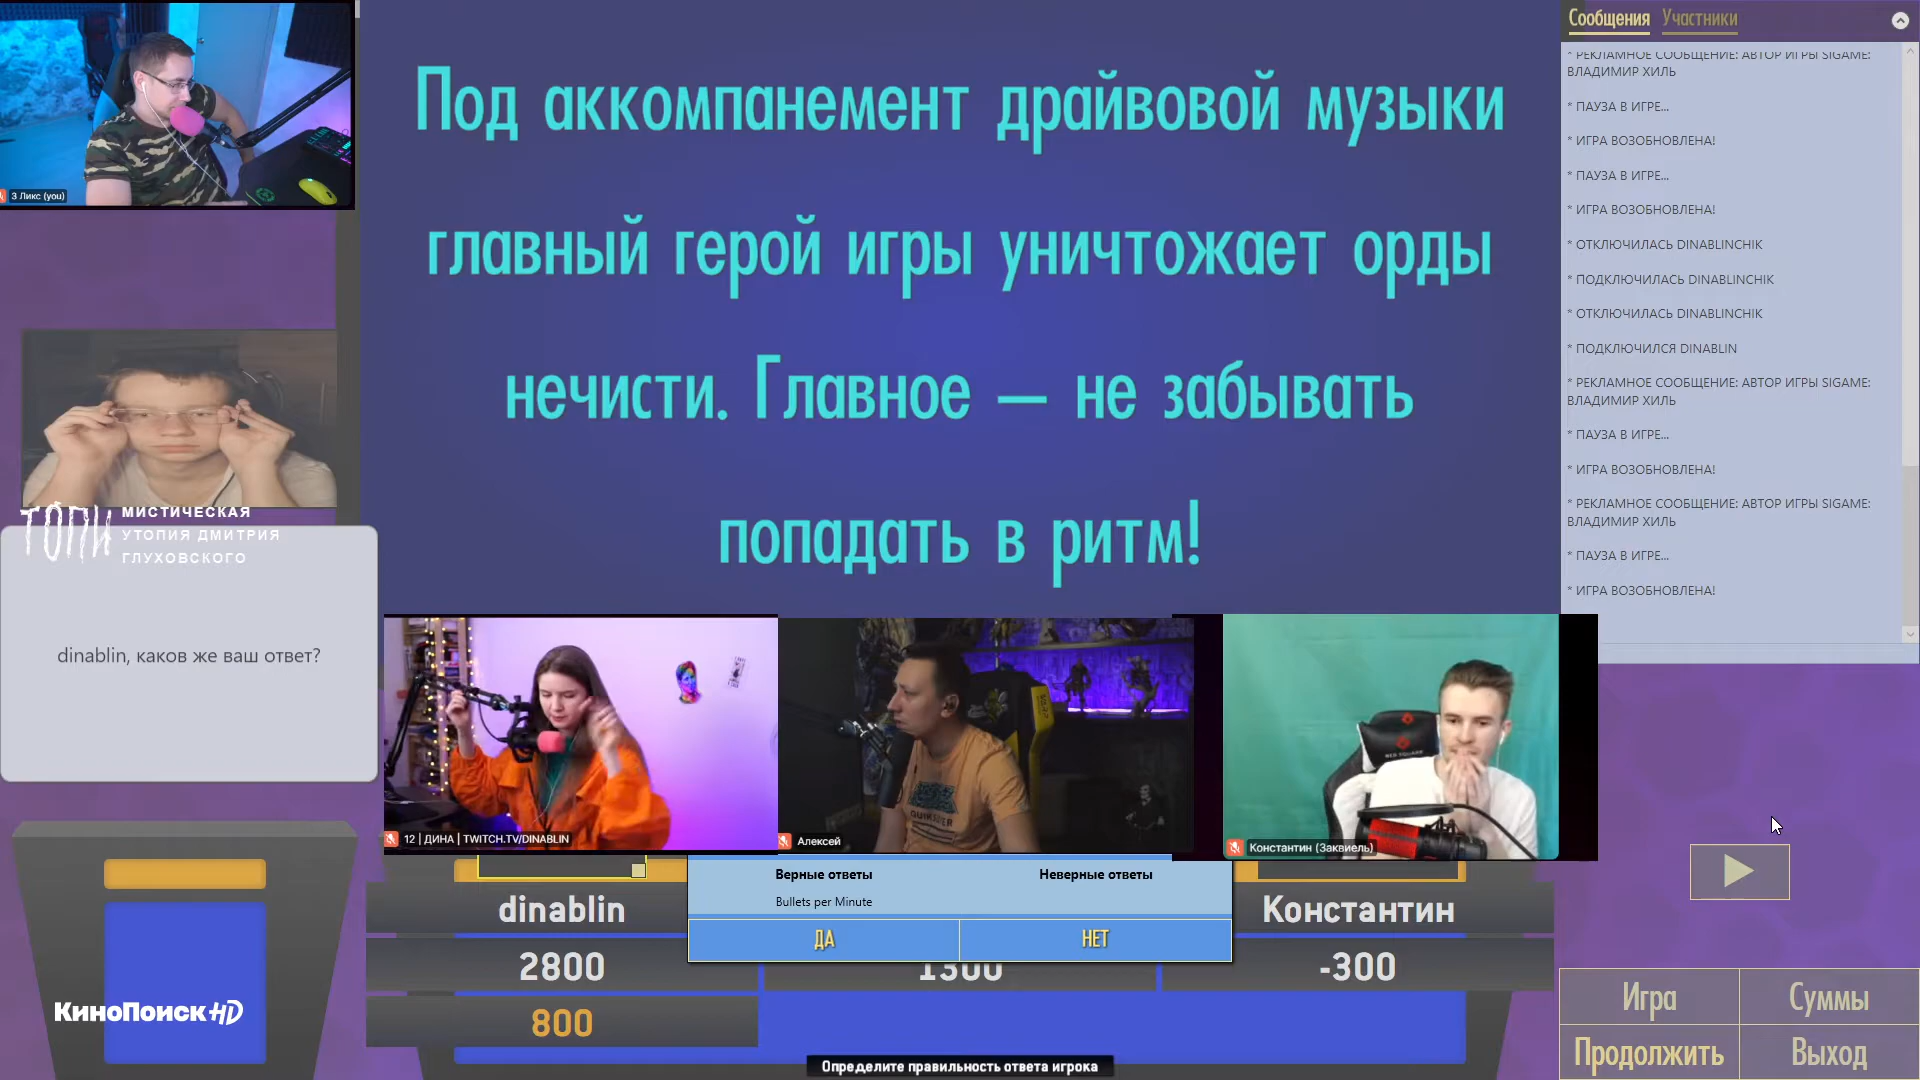 Под аккомпанемент драйвовой музыки
главный герой игры уничтожает орды
нечисти. Главное — не забывать
попадать в ритм!
3 Ликс (you)
ТОПИ
МИСТИЧЕСКАЯ
УТОПИЯ ДМИТРИЯ
ГЛУХОВСКОГО
dinablin, каков же ваш ответ?
КиноПоиск HD
12 | ДИНА | TWITCH.TV/DINABLIN
Алексей
Константин (Заквиель)
Верные ответы
Неверные ответы
Bullets per Minute
ДА
НЕТ
dinablin
Константин
2800
1300
-300
800
Определите правильность ответа игрока
Сообщения
Участники
* РЕКЛАМНОЕ СООБЩЕНИЕ: АВТОР ИГРЫ SIGAME:
ВЛАДИМИР ХИЛЬ
* ПАУЗА В ИГРЕ...
* ИГРА ВОЗОБНОВЛЕНА!
* ПАУЗА В ИГРЕ...
* ИГРА ВОЗОБНОВЛЕНА!
* ОТКЛЮЧИЛАСЬ DINABLINCHIK
* ПОДКЛЮЧИЛАСЬ DINABLINCHIK
* ОТКЛЮЧИЛАСЬ DINABLINCHIK
* ПОДКЛЮЧИЛСЯ DINABLIN
* РЕКЛАМНОЕ СООБЩЕНИЕ: АВТОР ИГРЫ SIGAME:
ВЛАДИМИР ХИЛЬ
* ПАУЗА В ИГРЕ...
* ИГРА ВОЗОБНОВЛЕНА!
* РЕКЛАМНОЕ СООБЩЕНИЕ: АВТОР ИГРЫ SIGAME:
ВЛАДИМИР ХИЛЬ
* ПАУЗА В ИГРЕ...
* ИГРА ВОЗОБНОВЛЕНА!
Игра
Суммы
Продолжить
Выход